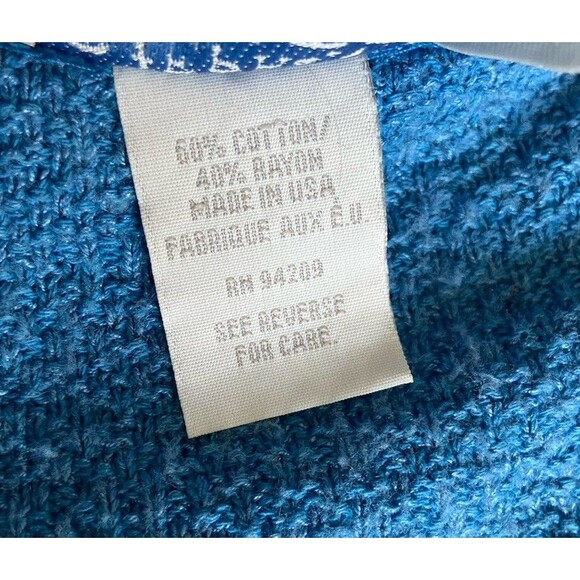 60% COTTON/
40% RAYON
MADE IN USA
FABRIQUE AUX É.U.
RN 94209
SEE REVERSE
FOR CARE.